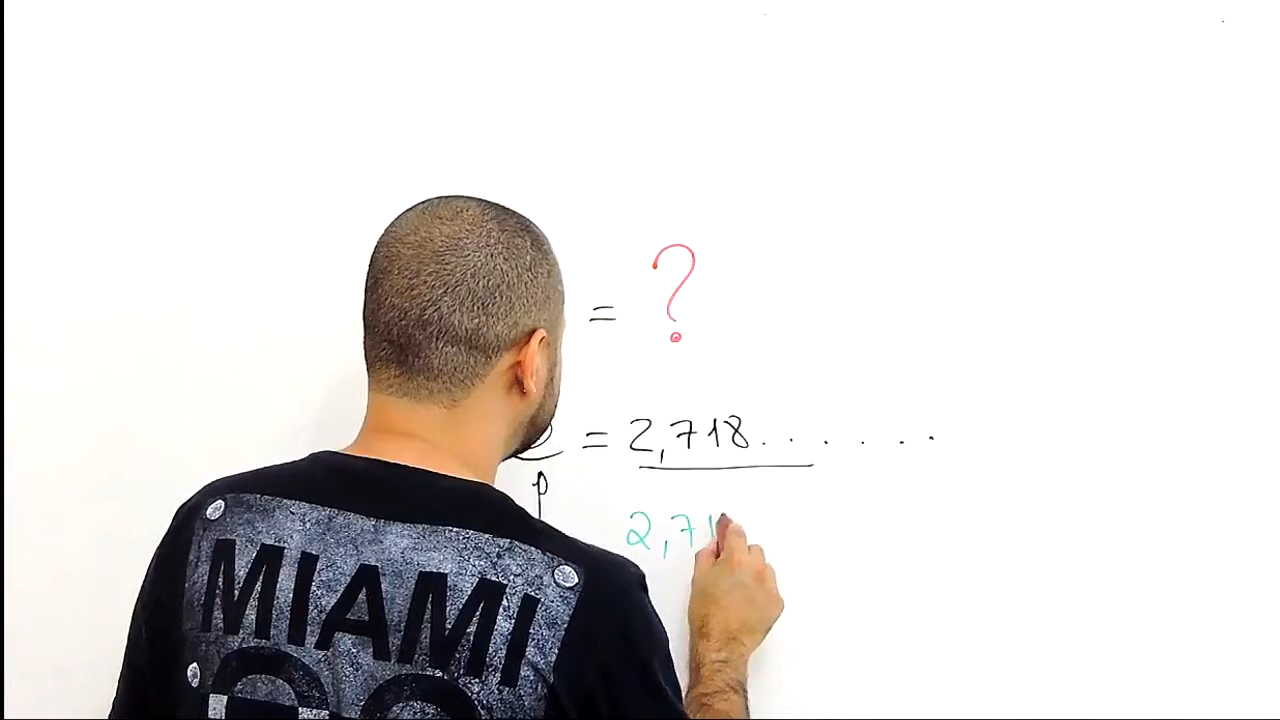 = ?
e = 2,718.......
p
2,71
MIAMI